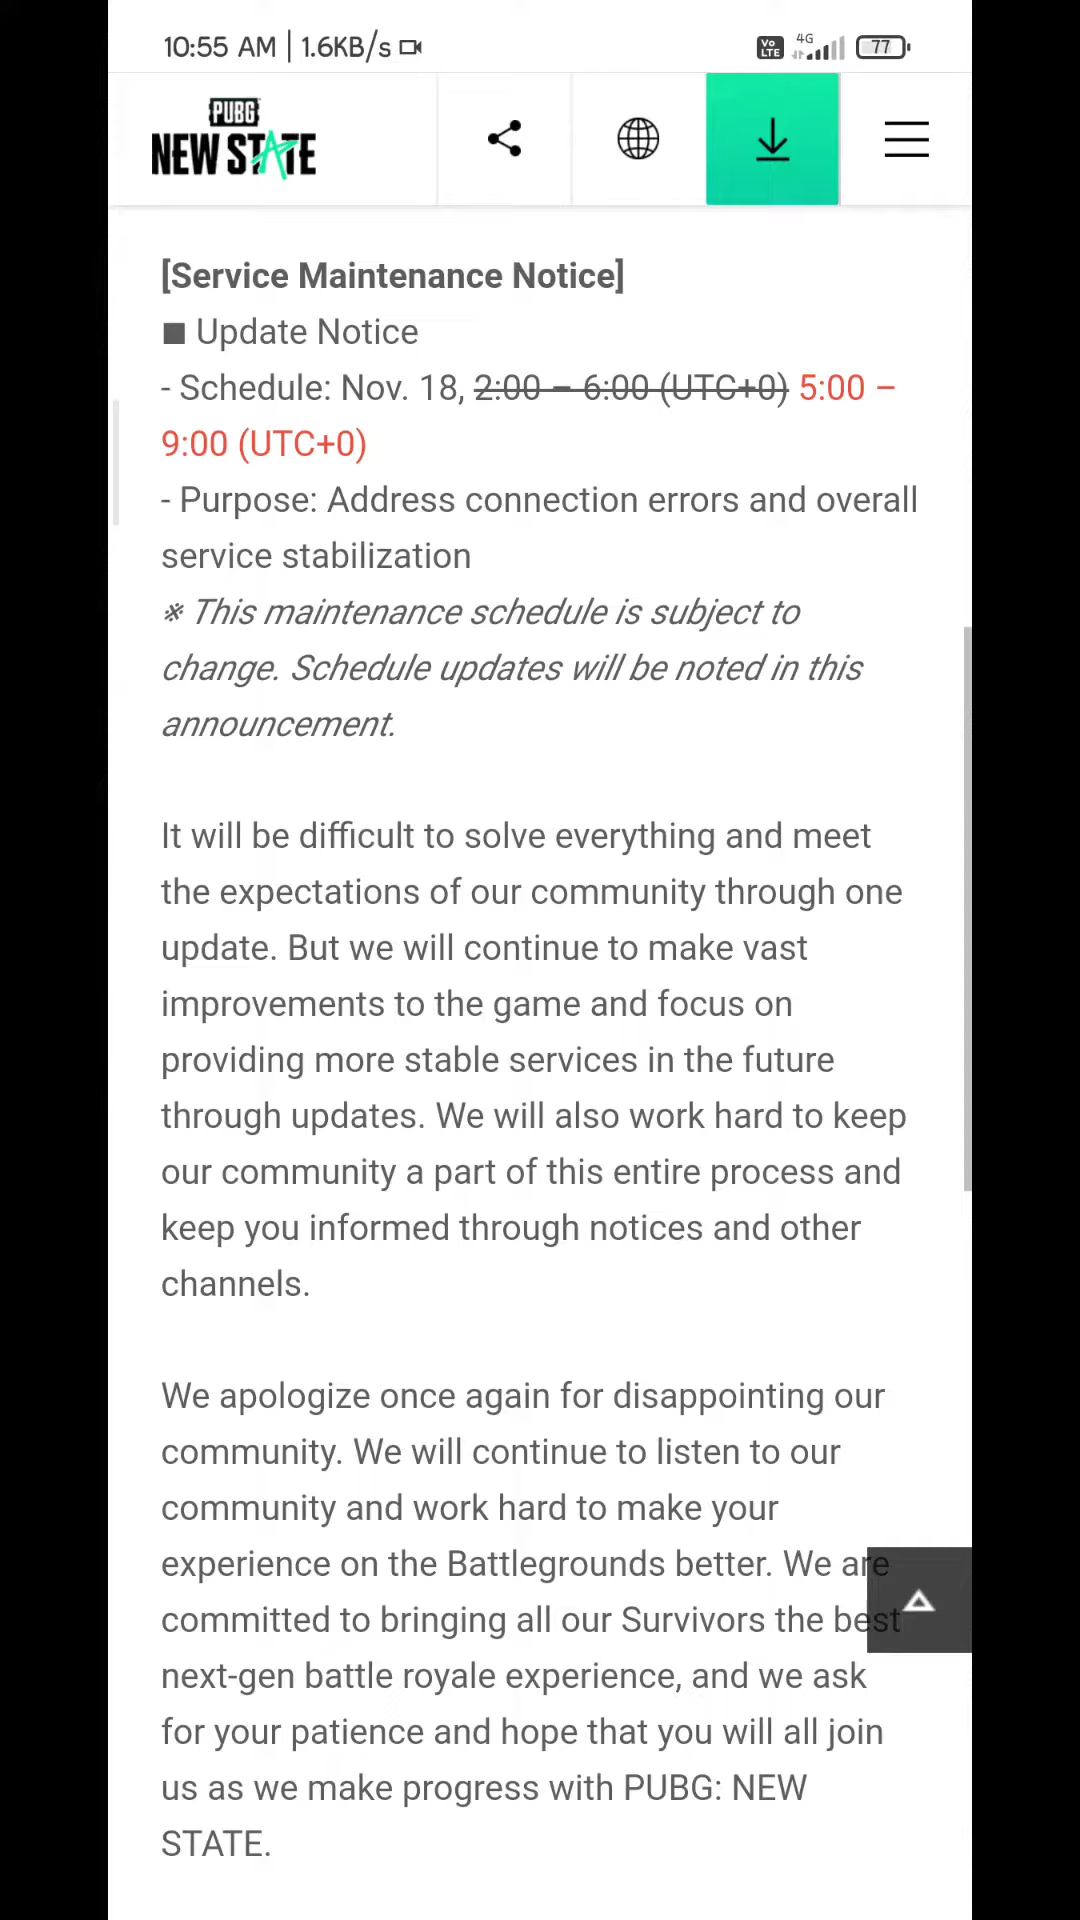 10:55 AM | 1.6KB/s
Vo
LTE
4G
77
PUBG
NEW STATE
[Service Maintenance Notice]
■ Update Notice
- Schedule: Nov. 18, 2:00 – 6:00 (UTC+0) 5:00 –
9:00 (UTC+0)
- Purpose: Address connection errors and overall
service stabilization
※ This maintenance schedule is subject to
change. Schedule updates will be noted in this
announcement.
It will be difficult to solve everything and meet
the expectations of our community through one
update. But we will continue to make vast
improvements to the game and focus on
providing more stable services in the future
through updates. We will also work hard to keep
our community a part of this entire process and
keep you informed through notices and other
channels.
We apologize once again for disappointing our
community. We will continue to listen to our
community and work hard to make your
experience on the Battlegrounds better. We are
committed to bringing all our Survivors the best
next-gen battle royale experience, and we ask
for your patience and hope that you will all join
us as we make progress with PUBG: NEW
STATE.